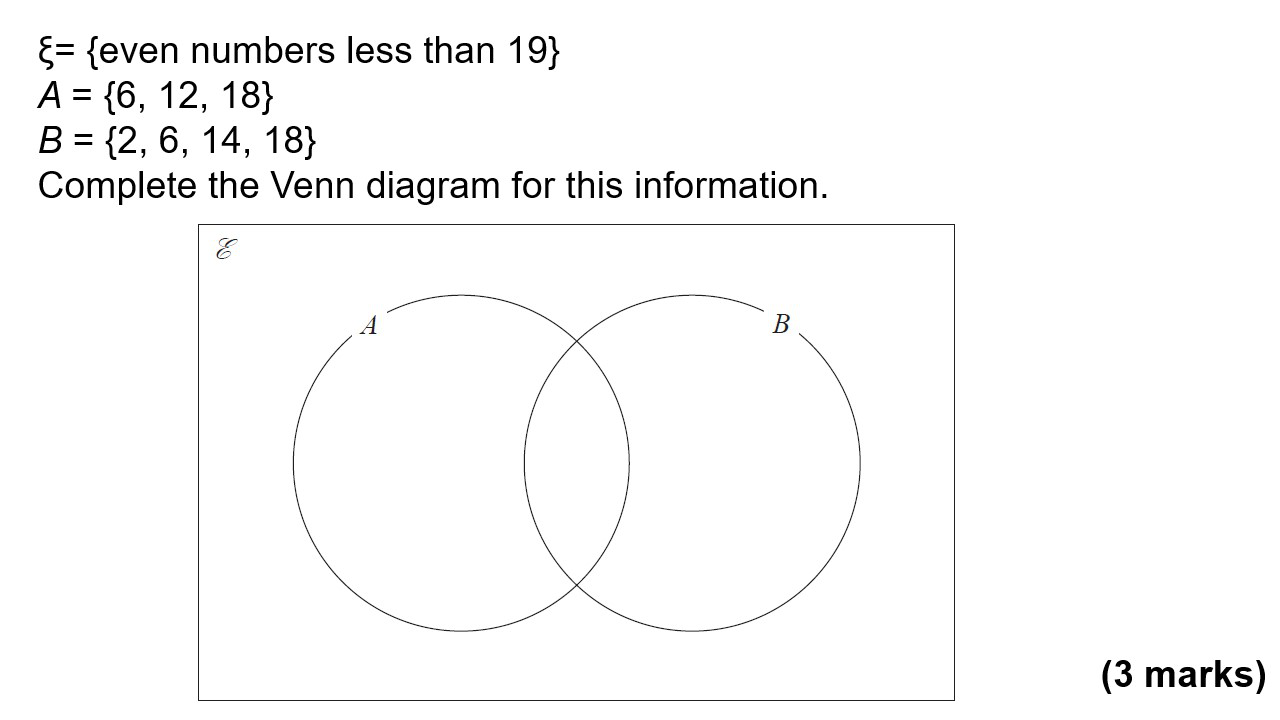 ξ= {even numbers less than 19}
A = {6, 12, 18}
B = {2, 6, 14, 18}
Complete the Venn diagram for this information.
ℰ
A
B
(3 marks)